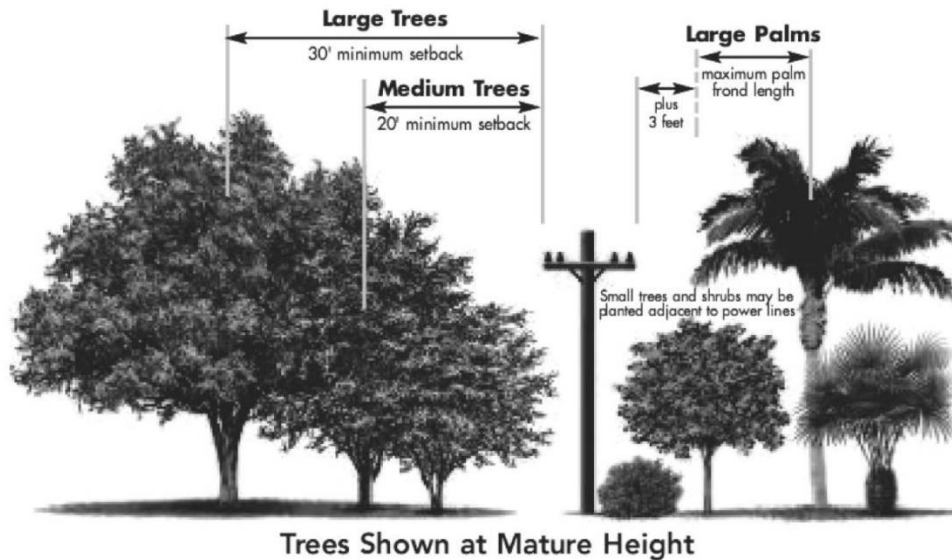 Large Trees
30' minimum setback
Medium Trees
20' minimum setback
Large Palms
maximum palm
frond length
plus
3 feet
Small trees and shrubs may be
planted adjacent to power lines
Trees Shown at Mature Height